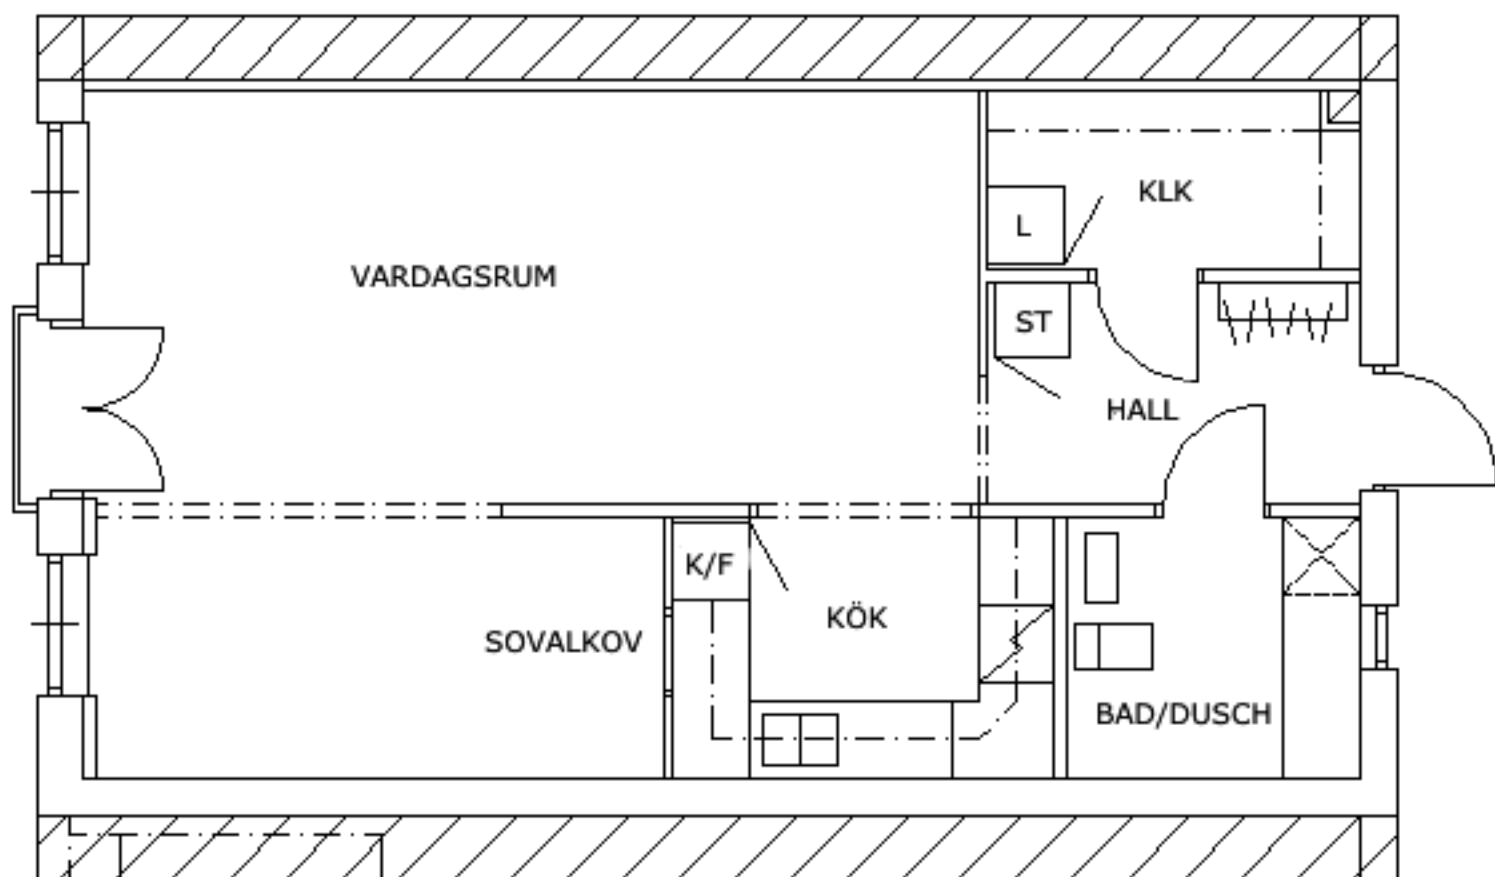 KLK
L
VARDAGSRUM
ST
HALL
K/F
KÖK
SOVALKOV
BAD/DUSCH